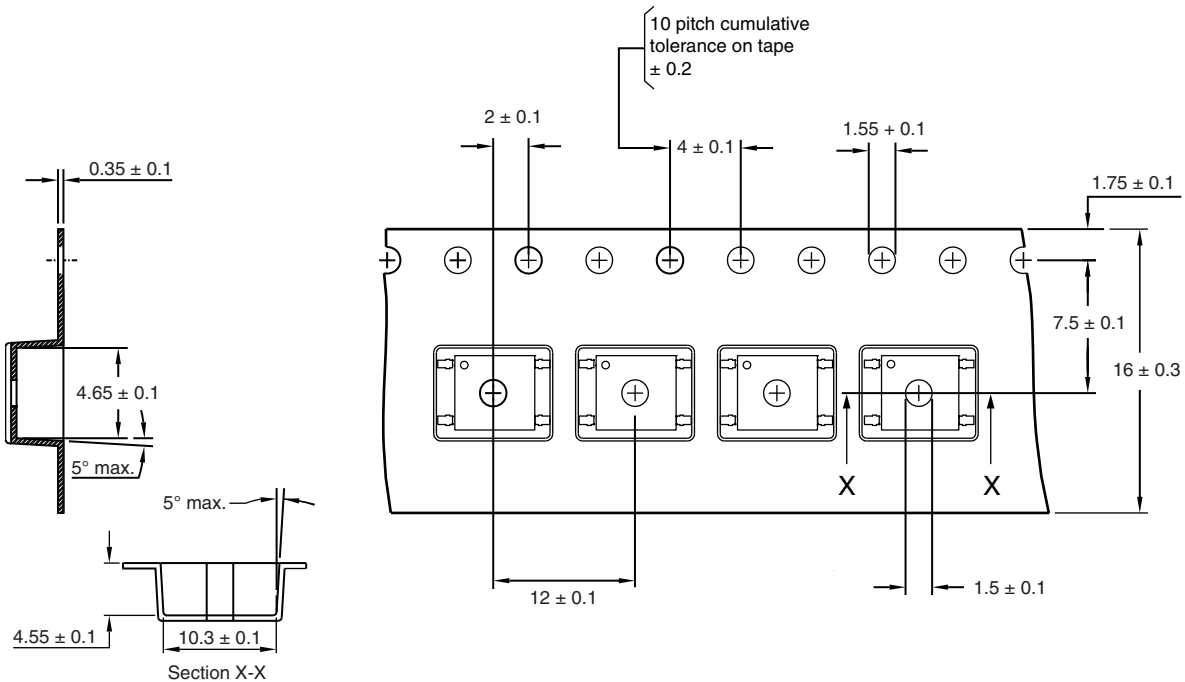 10 pitch cumulative
tolerance on tape
± 0.2
2 ± 0.1
4 ± 0.1
1.55 + 0.1
0.35 ± 0.1
1.75 ± 0.1
7.5 ± 0.1
16 ± 0.3
4.65 ± 0.1
5° max.
X
X
5° max.
12 ± 0.1
1.5 ± 0.1
4.55 ± 0.1
10.3 ± 0.1
Section X-X